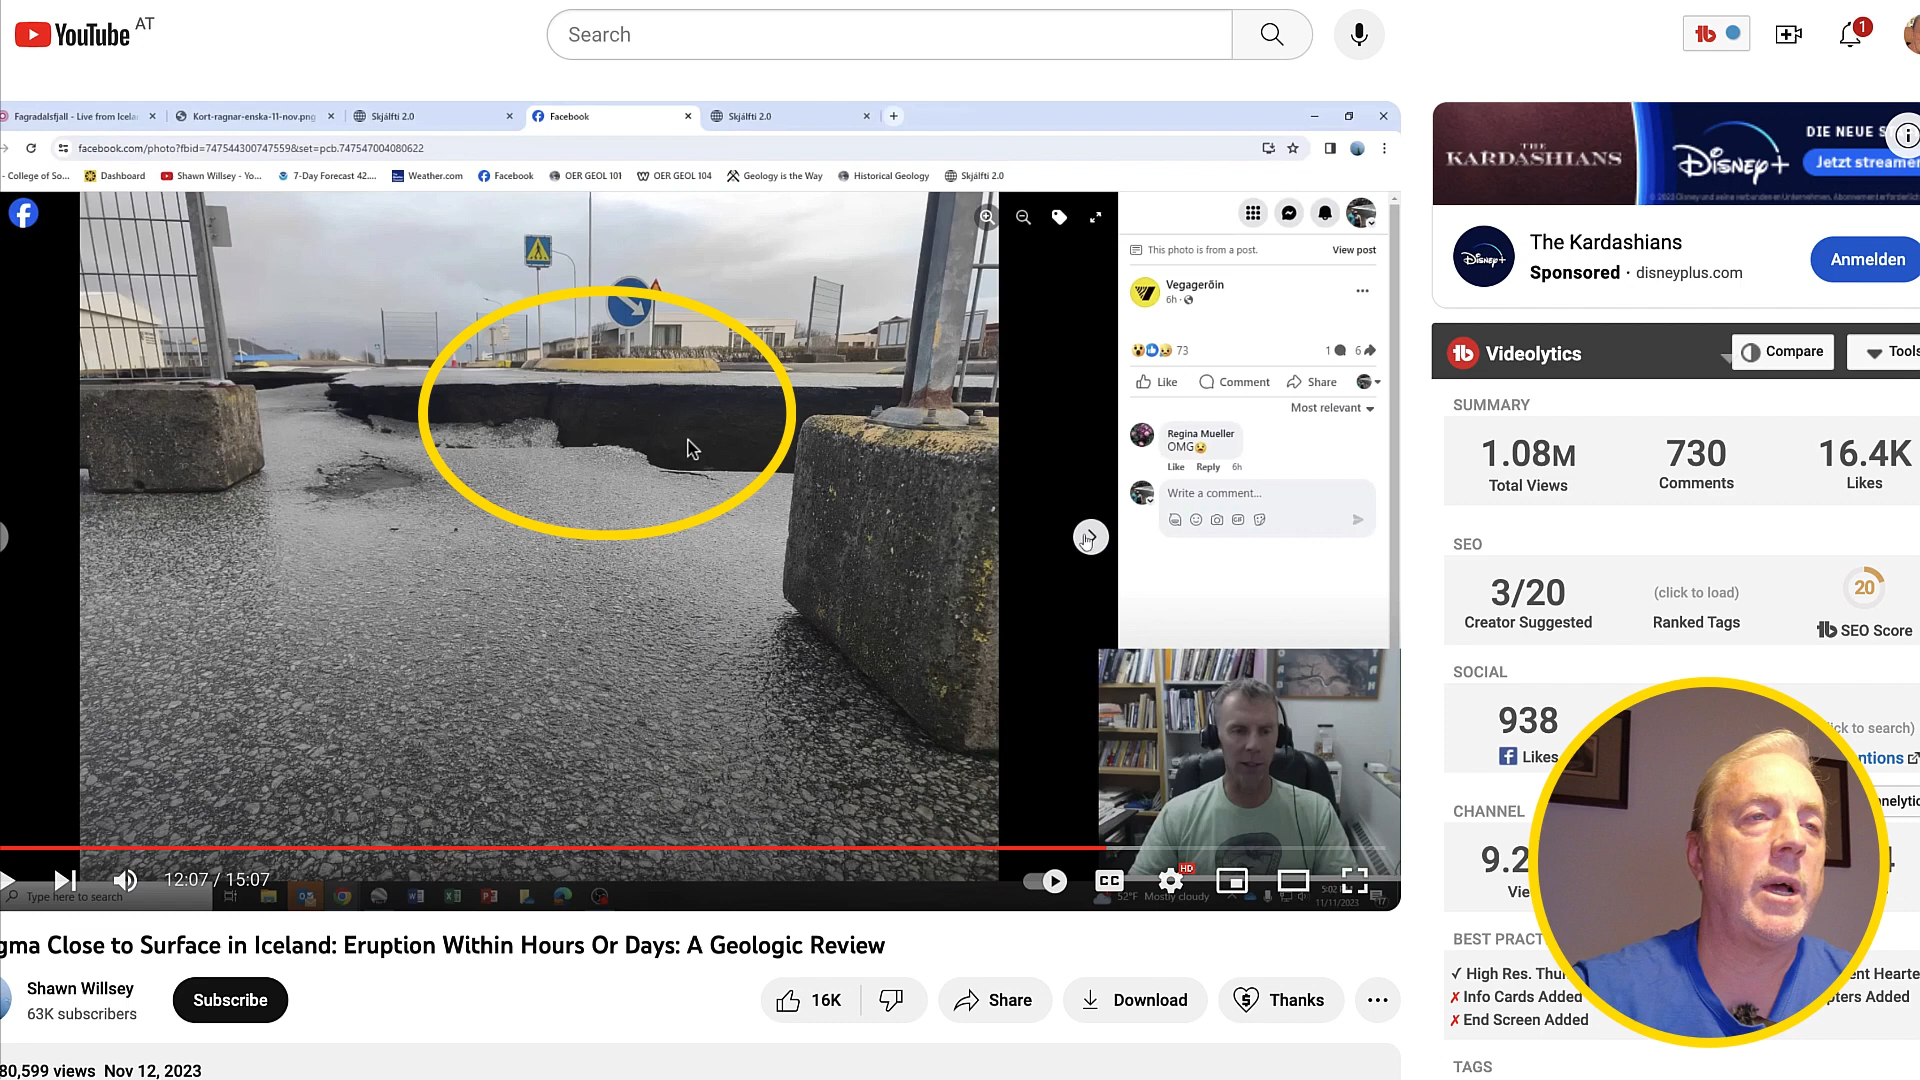 YouTube AT
Search
1
Fagradalsfjall - Live from Icela
Kort-ragnar-enska-11-nov.png
Skjálfti 2.0
Facebook
Skjálfti 2.0
facebook.com/photo?fbid=747544300747559&set=pcb.747547004080622
- College of So...
Dashboard
Shawn Willsey - Yo...
7-Day Forecast 42....
Weather.com
Facebook
OER GEOL 101
OER GEOL 104
Geology is the Way
Historical Geology
Skjálfti 2.0
This photo is from a post.
View post
Vegagerðin
6h
73
1
6
Like
Comment
Share
Most relevant
Regina Mueller
OMG
Like Reply 6h
Write a comment...
12:07 / 15:07
CC
HD
Type here to search
52°F Mostly cloudy
11/11/2023
gma Close to Surface in Iceland: Eruption Within Hours Or Days: A Geologic Review
Shawn Willsey
63K subscribers
Subscribe
16K
Share
Download
Thanks
80,599 views Nov 12, 2023
THE
KARDASHIANS
Disney+
DIE NEUE S
Jetzt streame
Disney+
The Kardashians
Sponsored · disneyplus.com
Anmelden
Videolytics
Compare
Tools
SUMMARY
1.08M
Total Views
730
Comments
16.4K
Likes
SEO
3/20
Creator Suggested
(click to load)
Ranked Tags
20
SEO Score
SOCIAL
938
Likes
ick to search)
ntions
CHANNEL
9.2
Vie
BEST PRACT
High Res. Thu
ent Hearte
Info Cards Added
pters Added
End Screen Added
TAGS